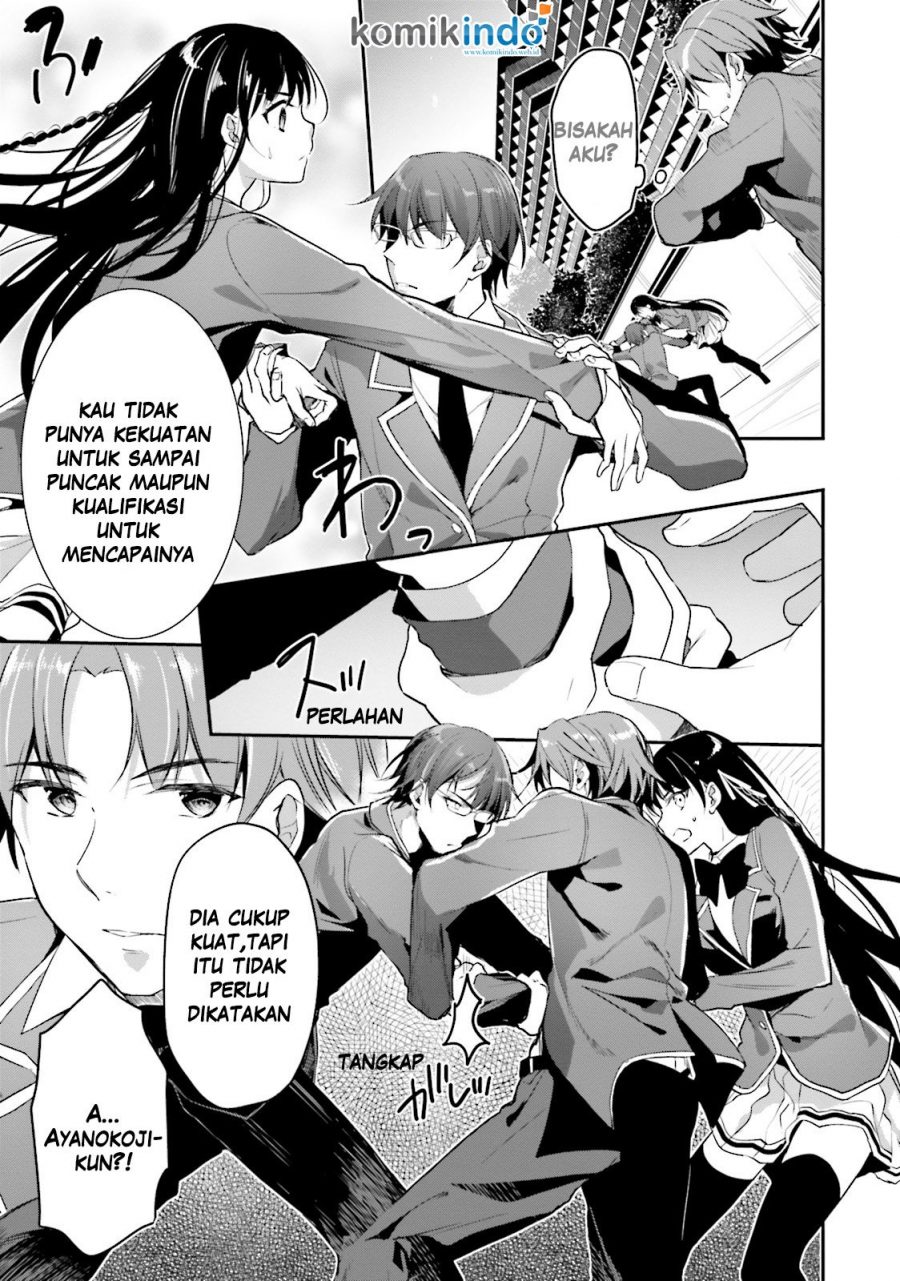 komikindo
www.komikindo.web.id
BISAKAH
AKU?
ふ"
KAU TIDAK
PUNYA KEKUATAN
UNTUK SAMPAI
PUNCAK MAUPUN
KUALIFIKASI
UNTUK
MENCAPAINYA
わっ
スッ
PERLAHAN
DIA CUKUP
KUAT,TAPI
ITU TIDAK
PERLU
DIKATAKAN
TANGKAP
ガシッ
A...
AYANOKOJI-
KUN?!